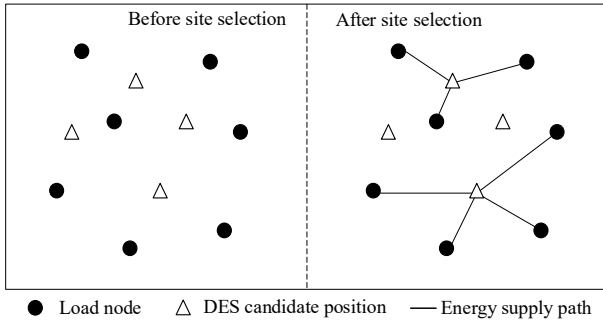 Before site selection
After site selection
Load node
DES candidate position
Energy supply path